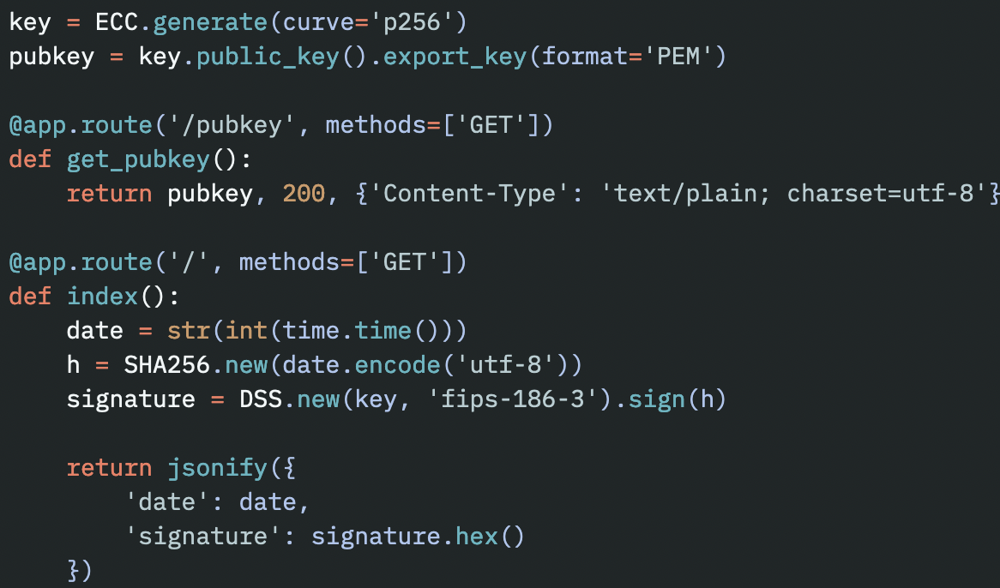 key = ECC.generate(curve='p256')
pubkey = key.public_key().export_key(format='PEM')
@app.route('/pubkey', methods=['GET'])
def get_pubkey():
    return pubkey, 200, {'Content-Type': 'text/plain; charset=utf-8'}
@app.route('/', methods=['GET'])
def index():
    date = str(int(time.time()))
    h = SHA256.new(date.encode('utf-8'))
    signature = DSS.new(key, 'fips-186-3').sign(h)
    return jsonify({
        'date': date,
        'signature': signature.hex()
    })